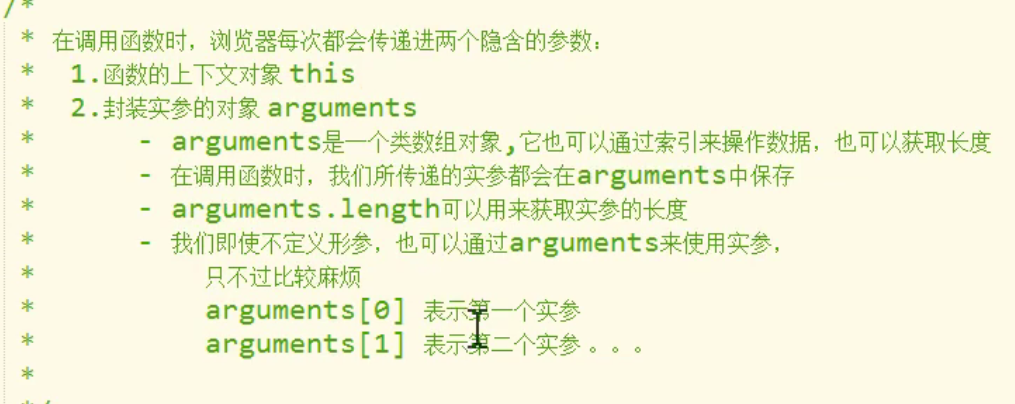 /*
* 在调用函数时，浏览器每次都会传递进两个隐含的参数：
* 1.函数的上下文对象 this
* 2.封装实参的对象 arguments
* - arguments是一个类数组对象,它也可以通过索引来操作数据，也可以获取长度
* - 在调用函数时，我们所传递的实参都会在arguments中保存
* - arguments.length可以用来获取实参的长度
* - 我们即使不定义形参，也可以通过arguments来使用实参，
* 只不过比较麻烦
* arguments[0] 表示第一个实参
* arguments[1] 表示第二个实参 。。。
*